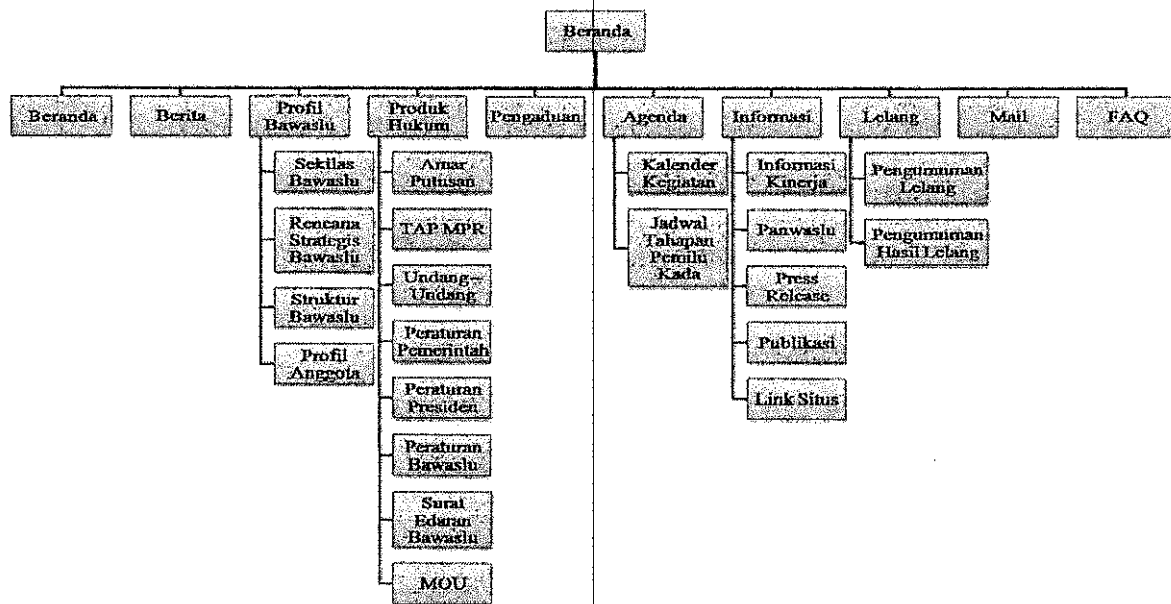 Beranda
Beranda
Berita
Profil
Bawaslu
Produk
Hukum
Pengaduan
Agenda
Informasi
Lelang
Mail
FAQ
Sekilas
Bawaslu
Rencana
Strategis
Bawaslu
Struktur
Bawaslu
Profil
Anggota
Amar
Putusan
TAP MPR
Undang –
Undang
Peraturan
Pemerintah
Peraturan
Presiden
Peraturan
Bawaslu
Surat
Edaran
Bawaslu
MOU
Kalender
Kegiatan
Jadwal
Tahapan
Pemilu
Kada
Informasi
Kinerja
Panwaslu
Press
Release
Publikasi
Link Situs
Pengumuman
Lelang
Pengumuman
Hasil Lelang